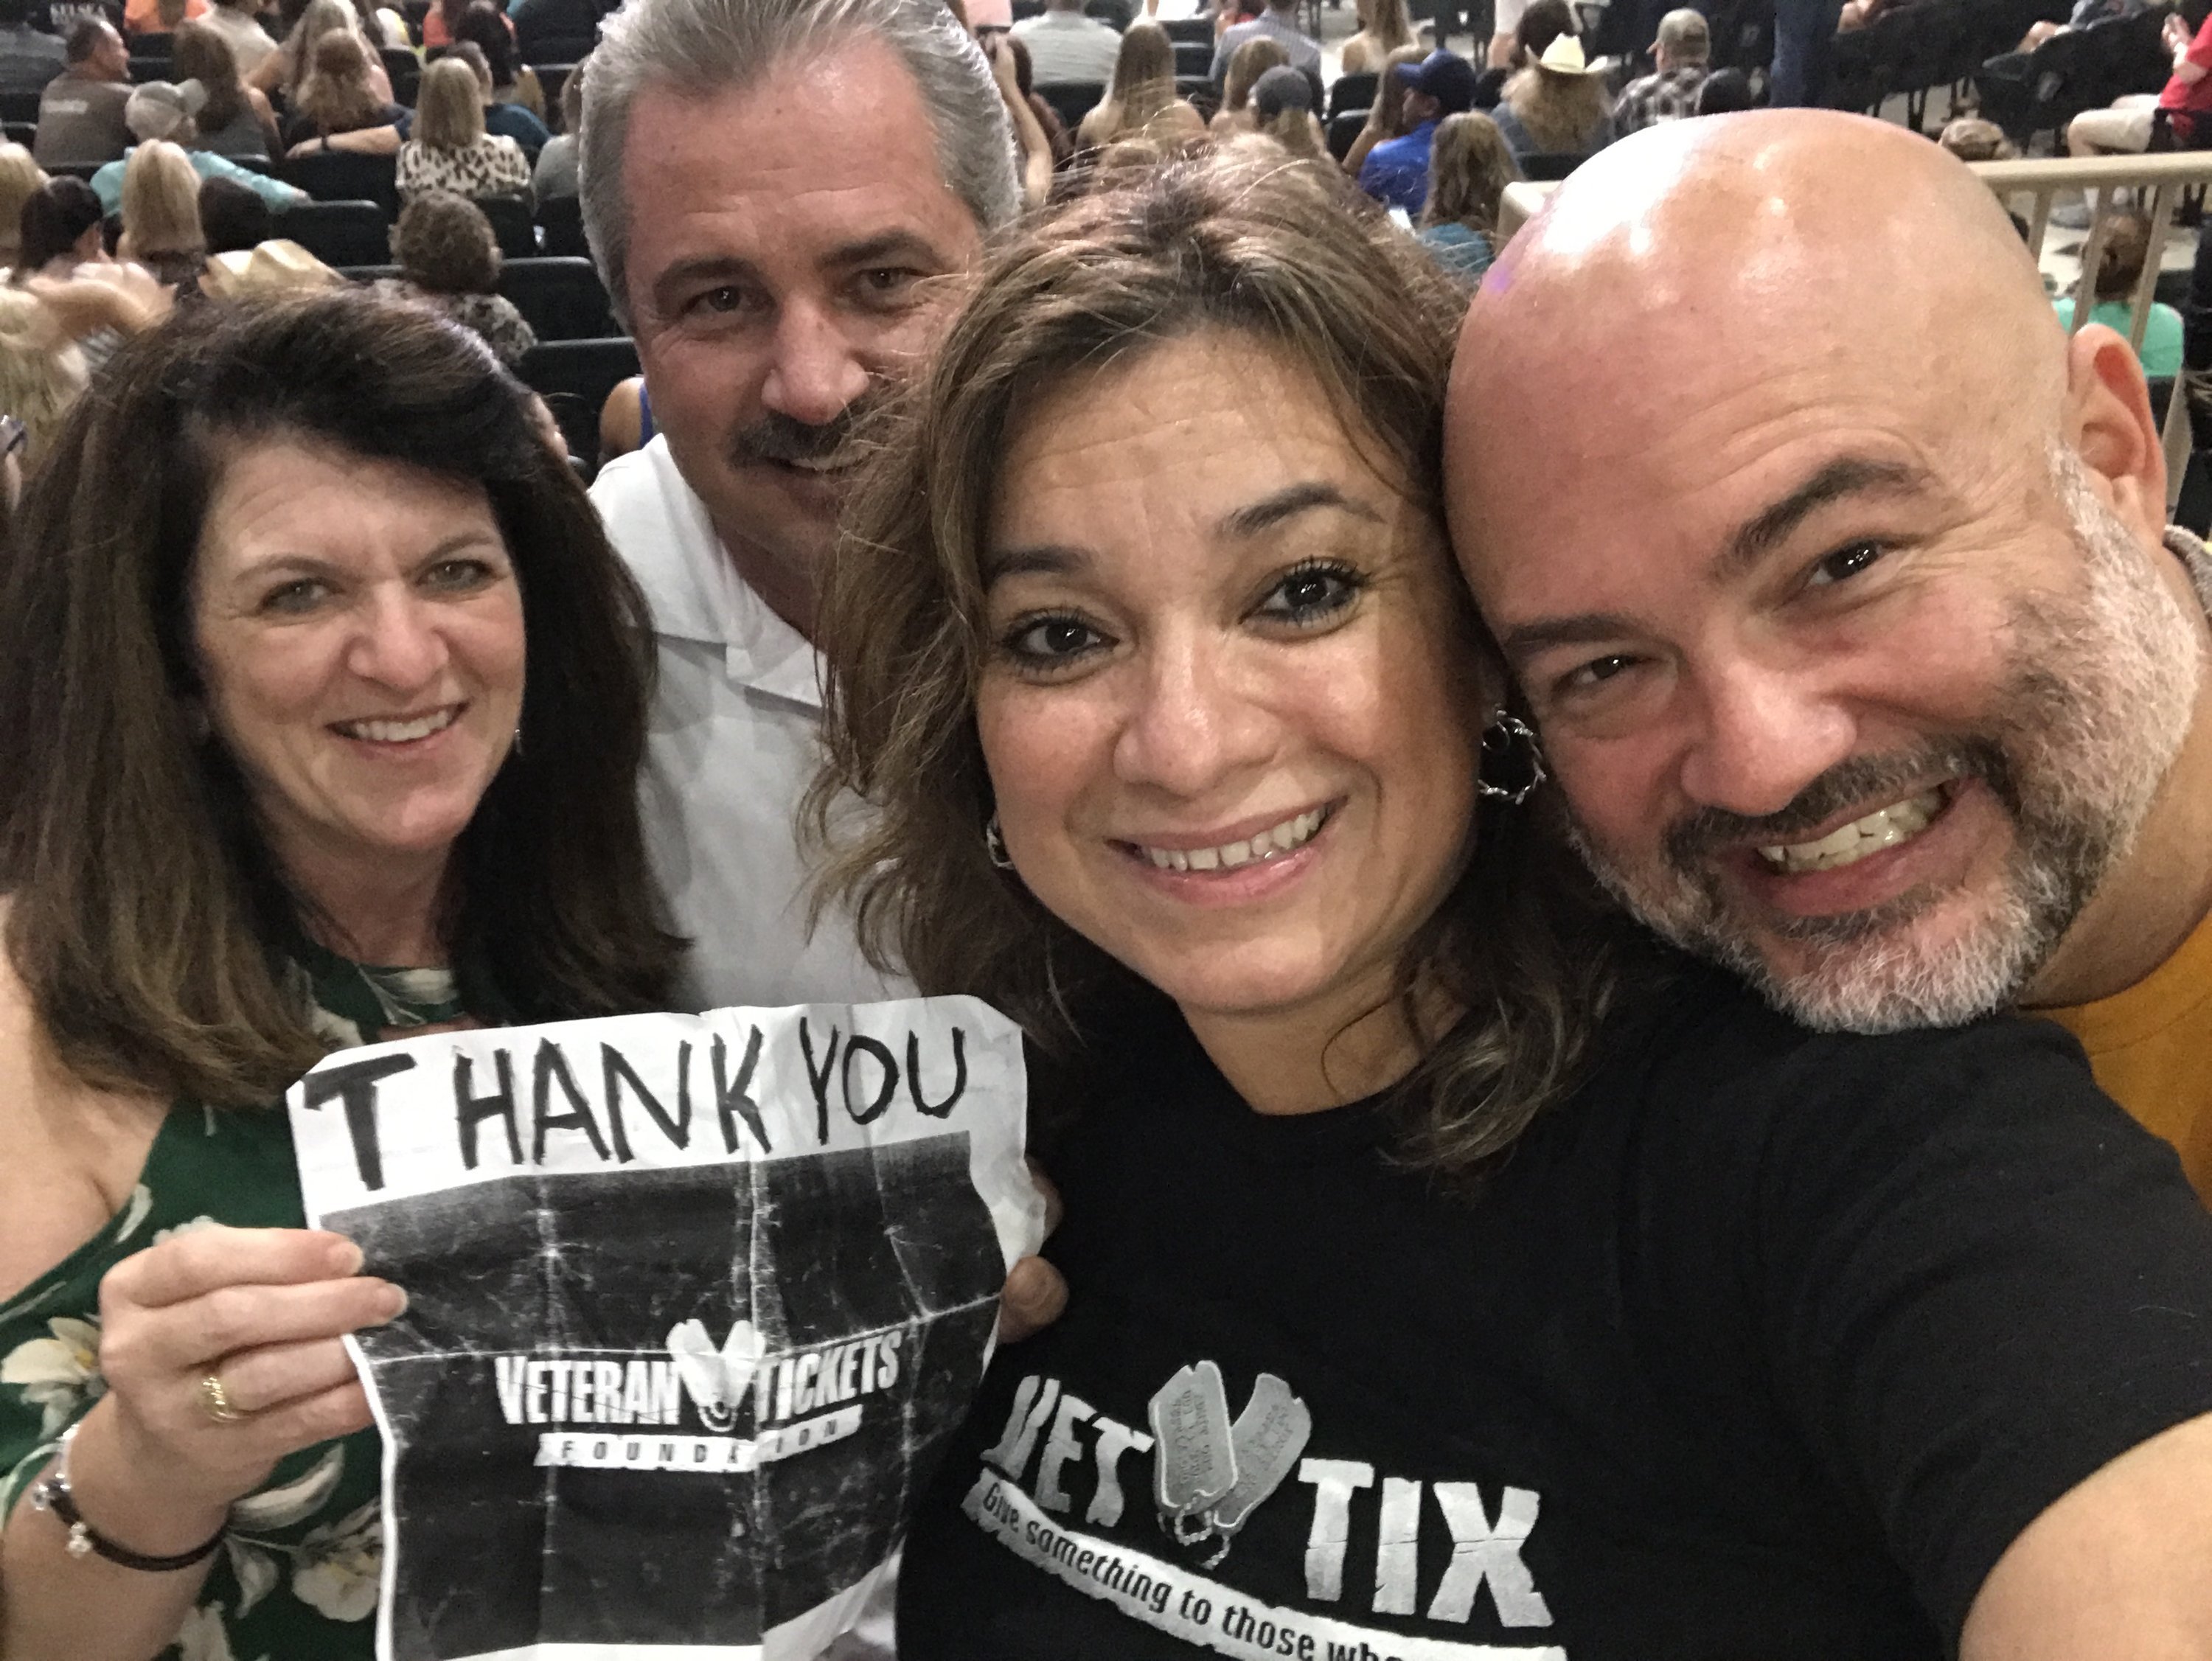 THANK YOU
VETERAN TICKETS
FOUNDATION
VET TIX
Give something to those who